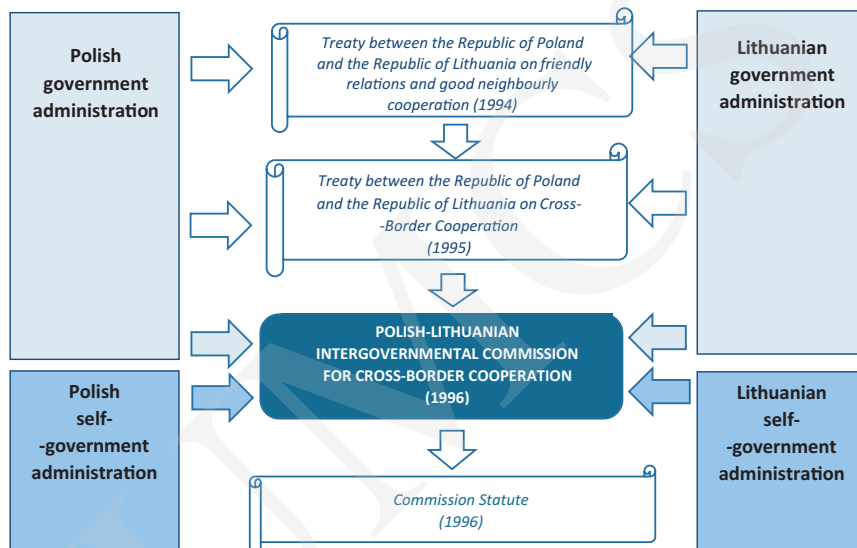 Polish
government
administration
Treaty between the Republic of Poland
and the Republic of Lithuania on friendly
relations and good neighbourly
cooperation (1994)
Lithuanian
government
administration
Treaty between the Republic of Poland
and the Republic of Lithuania on Cross-
-Border Cooperation
(1995)
POLISH-LITHUANIAN
INTERGOVERNMENTAL COMMISSION
FOR CROSS-BORDER COOPERATION
(1996)
Polish
self-
-government
administration
Lithuanian
self-
-government
administration
Commission Statute
(1996)
UMCS